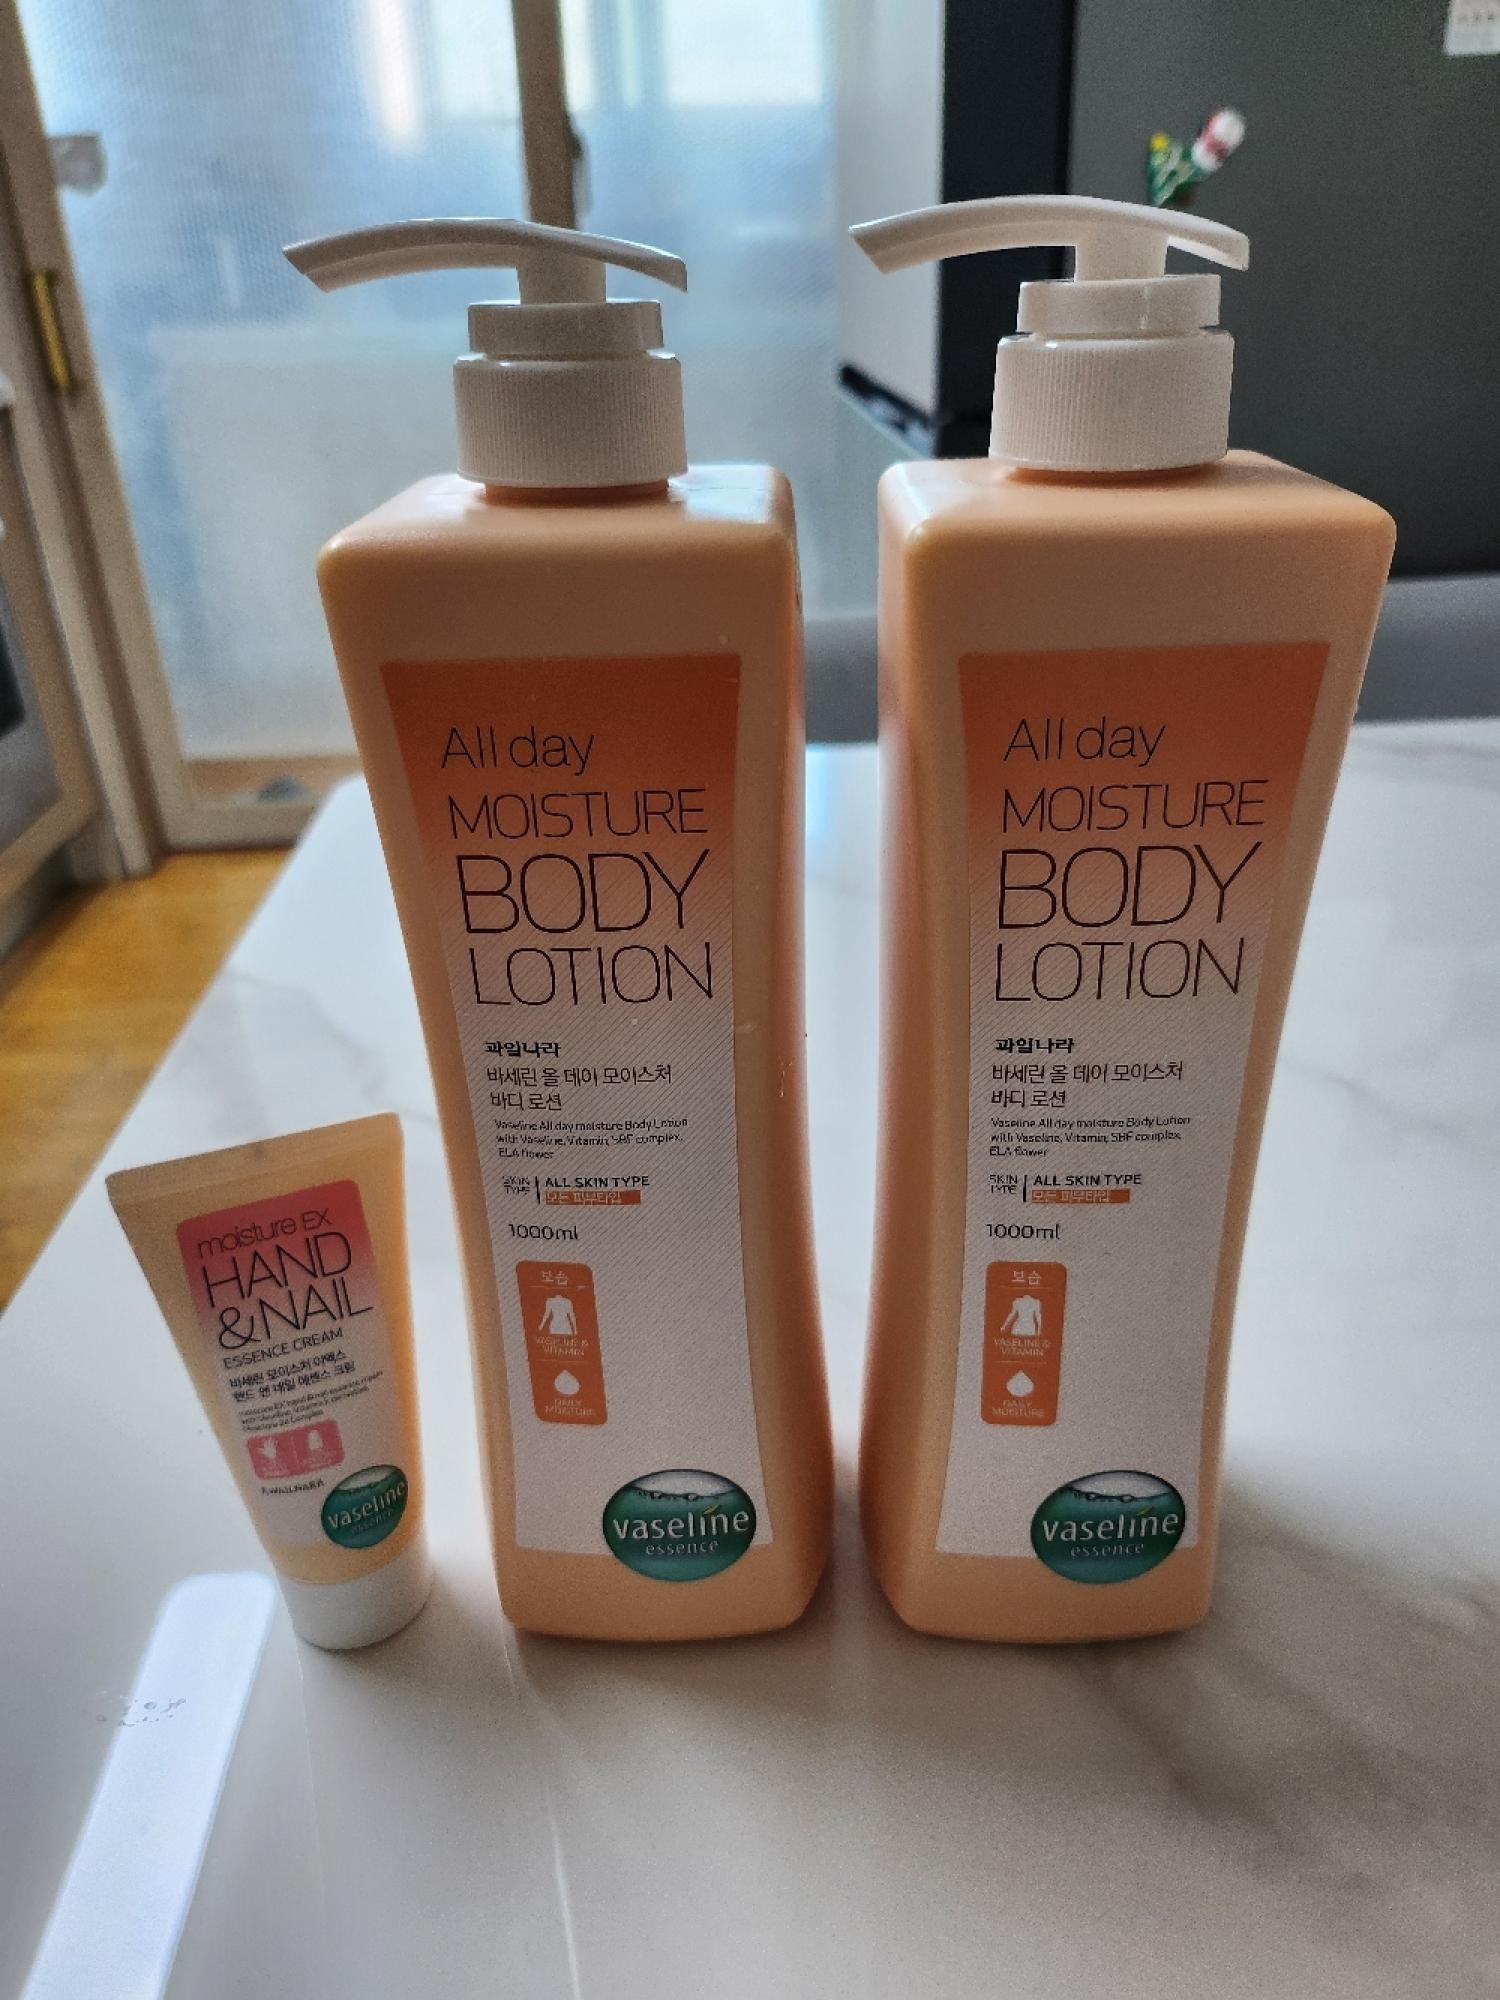 moisture EX
HAND
&NAIL
ESSENCE CREAM
바세린 모이스처 이엑스
핸드 앤 네일 에센스 크림
KWAILNARA
vaseline
essence
All day
MOISTURE
BODY
LOTION
과일나라
바세린 올 데이 모이스처
바디 로션
Vaseline All day moisture Body Lotion
with Vaseline, Vitamin, SBF complex,
ELA flower
SKIN TYPE
ALL SKIN TYPE
모든 피부타입
1000ml
보습
VASELINE &
VITAMIN
DAILY
MOISTURE
vaseline
essence
All day
MOISTURE
BODY
LOTION
과일나라
바세린 올 데이 모이스처
바디 로션
Vaseline All day moisture Body Lotion
with Vaseline, Vitamin, SBF complex,
ELA flower
SKIN TYPE
ALL SKIN TYPE
모든 피부타입
1000ml
보습
VASELINE &
VITAMIN
DAILY
MOISTURE
vaseline
essence